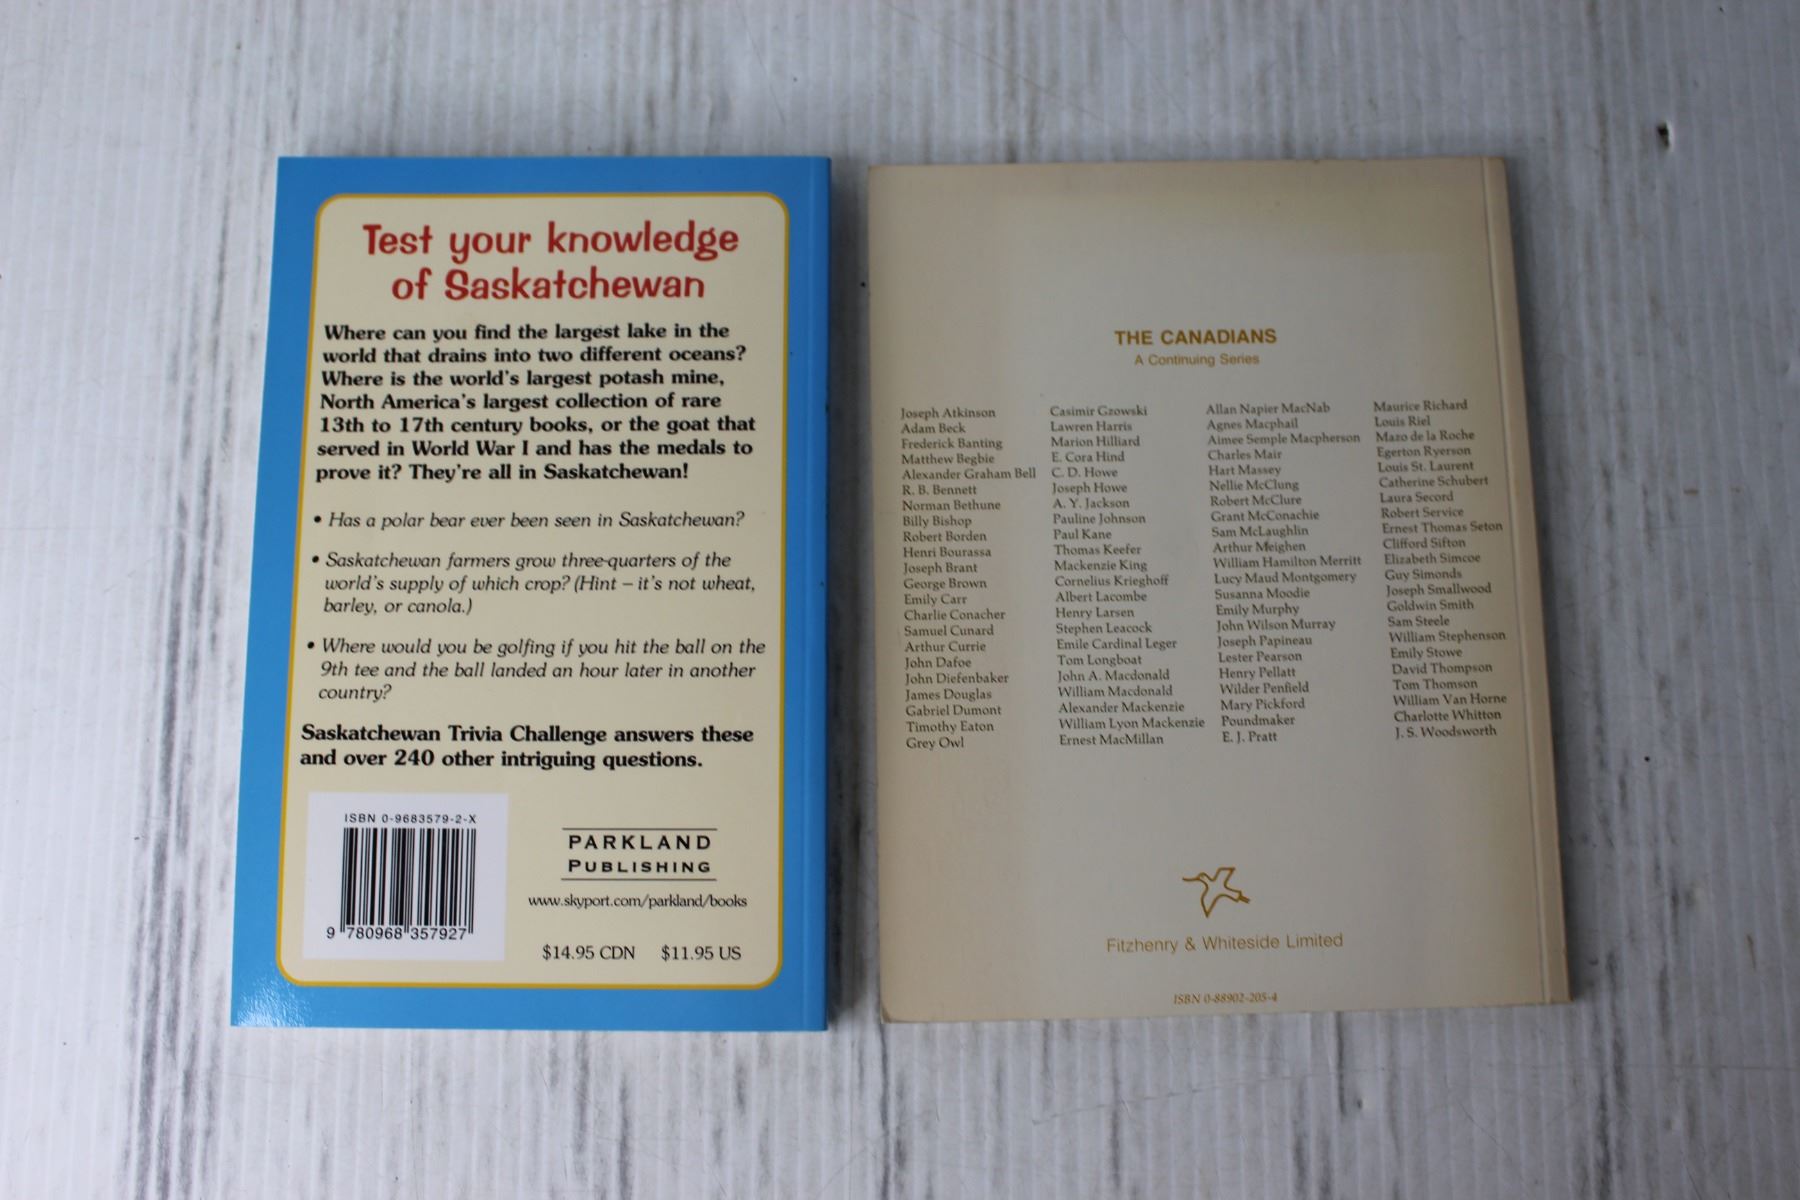 Test your knowledge
of Saskatchewan
Where can you find the largest lake in the
world that drains into two different oceans?
Where is the world's largest potash mine,
North America's largest collection of rare
13th to 17th century books, or the goat that
served in World War I and has the medals to
prove it? They're all in Saskatchewan!
• Has a polar bear ever been seen in Saskatchewan?
• Saskatchewan farmers grow three-quarters of the
world's supply of which crop? (Hint – it's not wheat,
barley, or canola.)
• Where would you be golfing if you hit the ball on the
9th tee and the ball landed an hour later in another
country?
Saskatchewan Trivia Challenge answers these
and over 240 other intriguing questions.
ISBN 0-9683579-2-X
9 780968 357927
PARKLAND
PUBLISHING
www.skyport.com/parkland/books
$14.95 CDN $11.95 US
THE CANADIANS
A Continuing Series
Joseph Atkinson
Adam Beck
Frederick Banting
Matthew Begbie
Alexander Graham Bell
R. B. Bennett
Norman Bethune
Billy Bishop
Robert Borden
Henri Bourassa
Joseph Brant
George Brown
Emily Carr
Charlie Conacher
Samuel Cunard
Arthur Currie
John Dafoe
John Diefenbaker
James Douglas
Gabriel Dumont
Timothy Eaton
Grey Owl
Casimir Gzowski
Lawren Harris
Marion Hilliard
E. Cora Hind
C. D. Howe
Joseph Howe
A. Y. Jackson
Pauline Johnson
Paul Kane
Thomas Keefer
Mackenzie King
Cornelius Krieghoff
Albert Lacombe
Henry Larsen
Stephen Leacock
Emile Cardinal Leger
Tom Longboat
John A. Macdonald
William Macdonald
Alexander Mackenzie
William Lyon Mackenzie
Ernest MacMillan
Allan Napier MacNab
Agnes Macphail
Aimee Semple Macpherson
Charles Mair
Hart Massey
Nellie McClung
Robert McClure
Grant McConachie
Sam McLaughlin
Arthur Meighen
William Hamilton Merritt
Lucy Maud Montgomery
Susanna Moodie
Emily Murphy
John Wilson Murray
Joseph Papineau
Lester Pearson
Henry Pellatt
Wilder Penfield
Mary Pickford
Poundmaker
E. J. Pratt
Maurice Richard
Louis Riel
Mazo de la Roche
Egerton Ryerson
Louis St. Laurent
Catherine Schubert
Laura Secord
Robert Service
Ernest Thomas Seton
Clifford Sifton
Elizabeth Simcoe
Guy Simonds
Joseph Smallwood
Goldwin Smith
Sam Steele
William Stephenson
Emily Stowe
David Thompson
Tom Thomson
William Van Horne
Charlotte Whitton
J. S. Woodsworth
Fitzhenry & Whiteside Limited
ISBN 0-88902-205-4